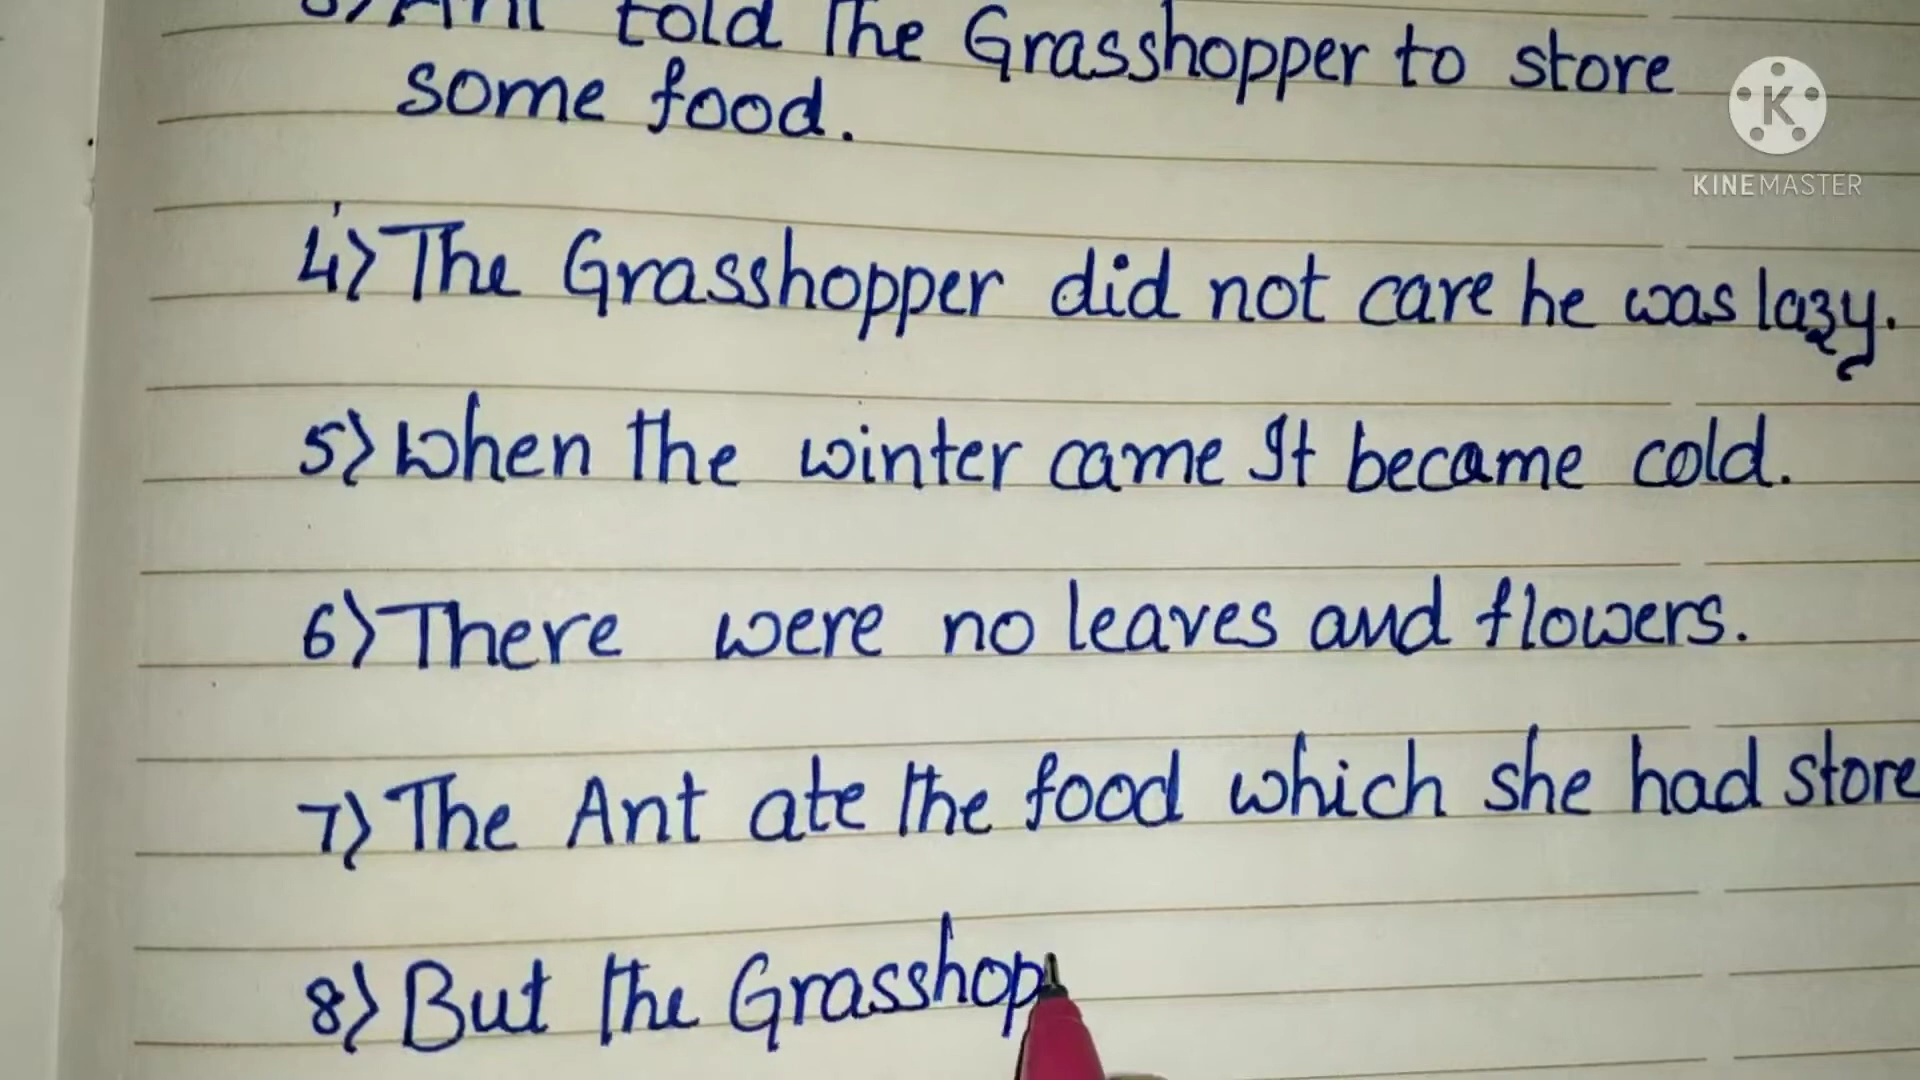 3) Ant told the Grasshopper to store
some food.
4) The Grasshopper did not care he was lazy.
5) When the winter came It became cold.
6) There were no leaves and flowers.
7) The Ant ate the food which she had store
8) But the Grasshop
K
KINEMASTER